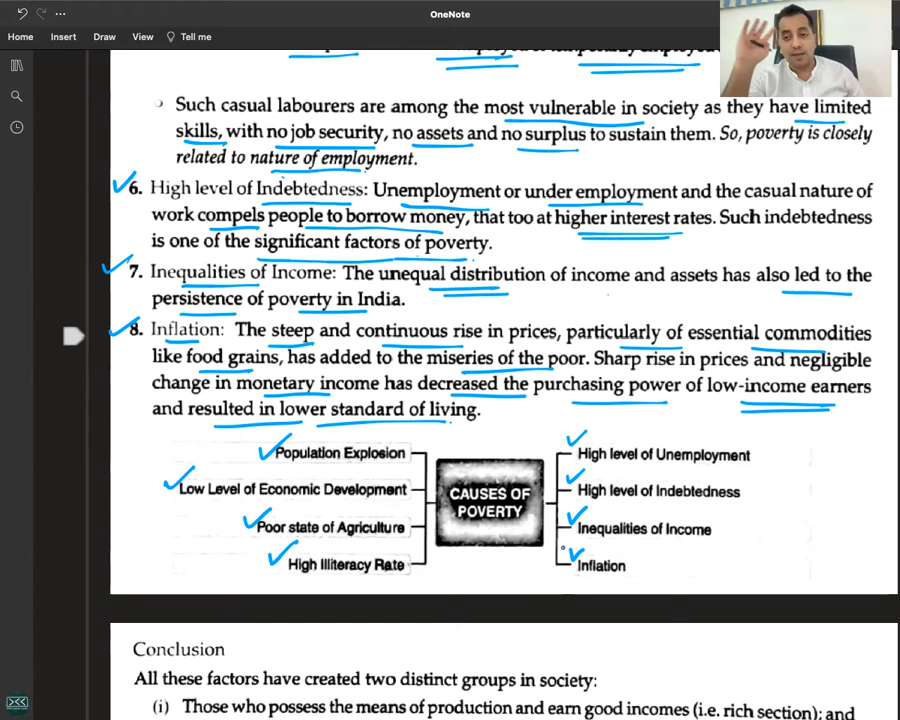 OneNote
Home Insert Draw View Tell me
Such casual labourers are among the most vulnerable in society as they have limited
skills, with no job security, no assets and no surplus to sustain them. So, poverty is closely
related to nature of employment.
6. High level of Indebtedness: Unemployment or under employment and the casual nature of
work compels people to borrow money, that too at higher interest rates. Such indebtedness
is one of the significant factors of poverty.
7. Inequalities of Income: The unequal distribution of income and assets has also led to the
persistence of poverty in India.
8. Inflation: The steep and continuous rise in prices, particularly of essential commodities
like food grains, has added to the miseries of the poor. Sharp rise in prices and negligible
change in monetary income has decreased the purchasing power of low-income earners
and resulted in lower standard of living.
Population Explosion
Low Level of Economic Development
Poor state of Agriculture
High Illiteracy Rate
CAUSES OF
POVERTY
High level of Unemployment
High level of Indebtedness
Inequalities of Income
Inflation
Conclusion
All these factors have created two distinct groups in society:
(i) Those who possess the means of production and earn good incomes (i.e. rich section); and